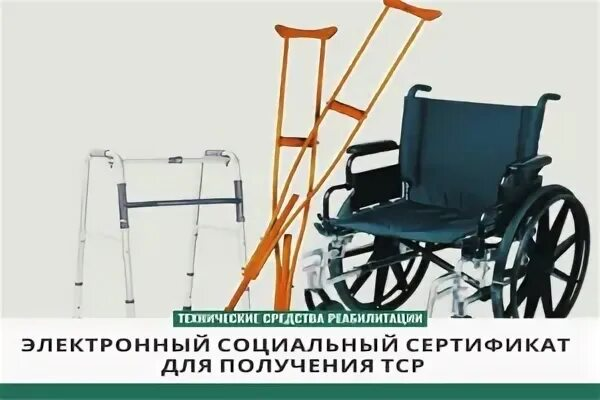 ТЕХНИЧЕСКИЕ СРЕДСТВА РЕАБИЛИТАЦИИ
ЭЛЕКТРОННЫЙ СОЦИАЛЬНЫЙ СЕРТИФИКАТ
ДЛЯ ПОЛУЧЕНИЯ ТСР